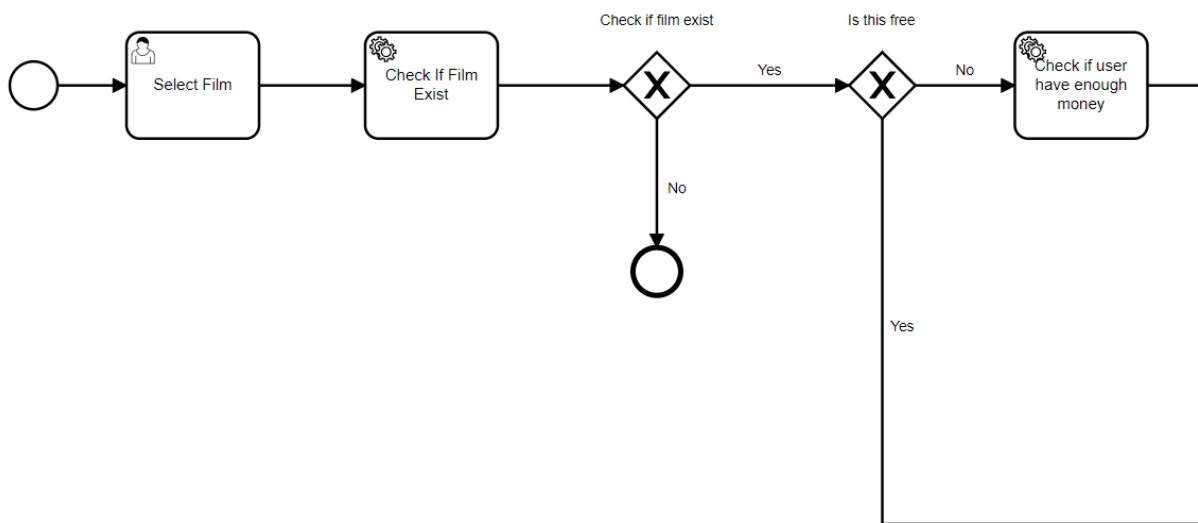 Check if film exist
Is this free
Select Film
Check If Film
Exist
Yes
No
Check if user
have enough
money
No
Yes